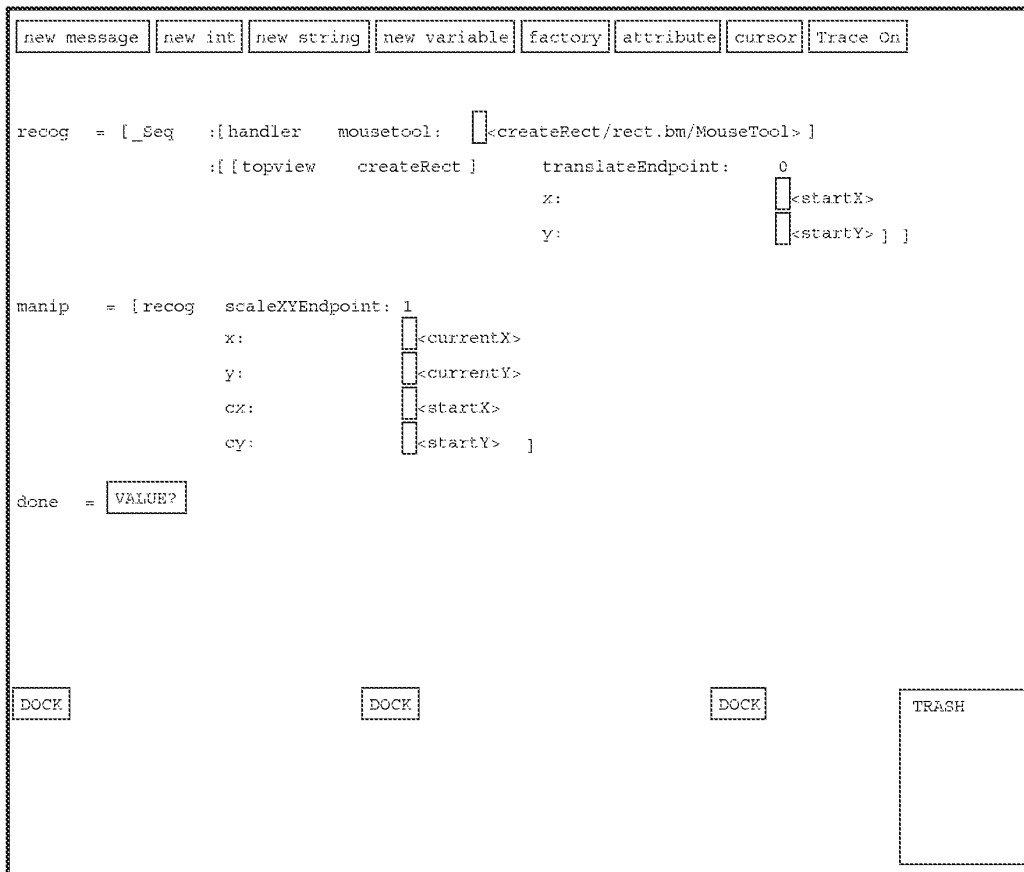 new message new int new string new variable factory attribute cursor Trace On
recog = [_Seq :[handler mousetool: <createRect/rect.bm/MouseTool> ]
:[ [topview createRect ] translateEndpoint: 0
x: <startX>
y: <startY> ] ]
manip = [recog scaleXYEndpoint: 1
x: <currentX>
y: <currentY>
cx: <startX>
cy: <startY> ]
done = VALUE?
DOCK DOCK DOCK TRASH